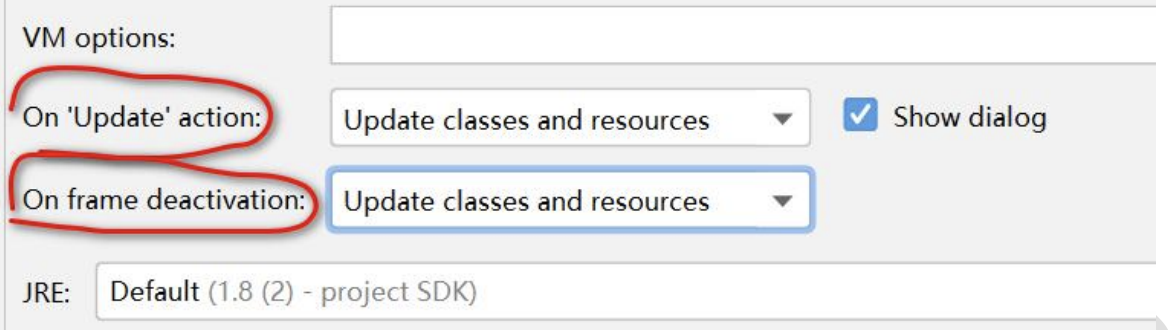 VM options:
On 'Update' action: Update classes and resources Show dialog
On frame deactivation: Update classes and resources
JRE: Default (1.8 (2) - project SDK)